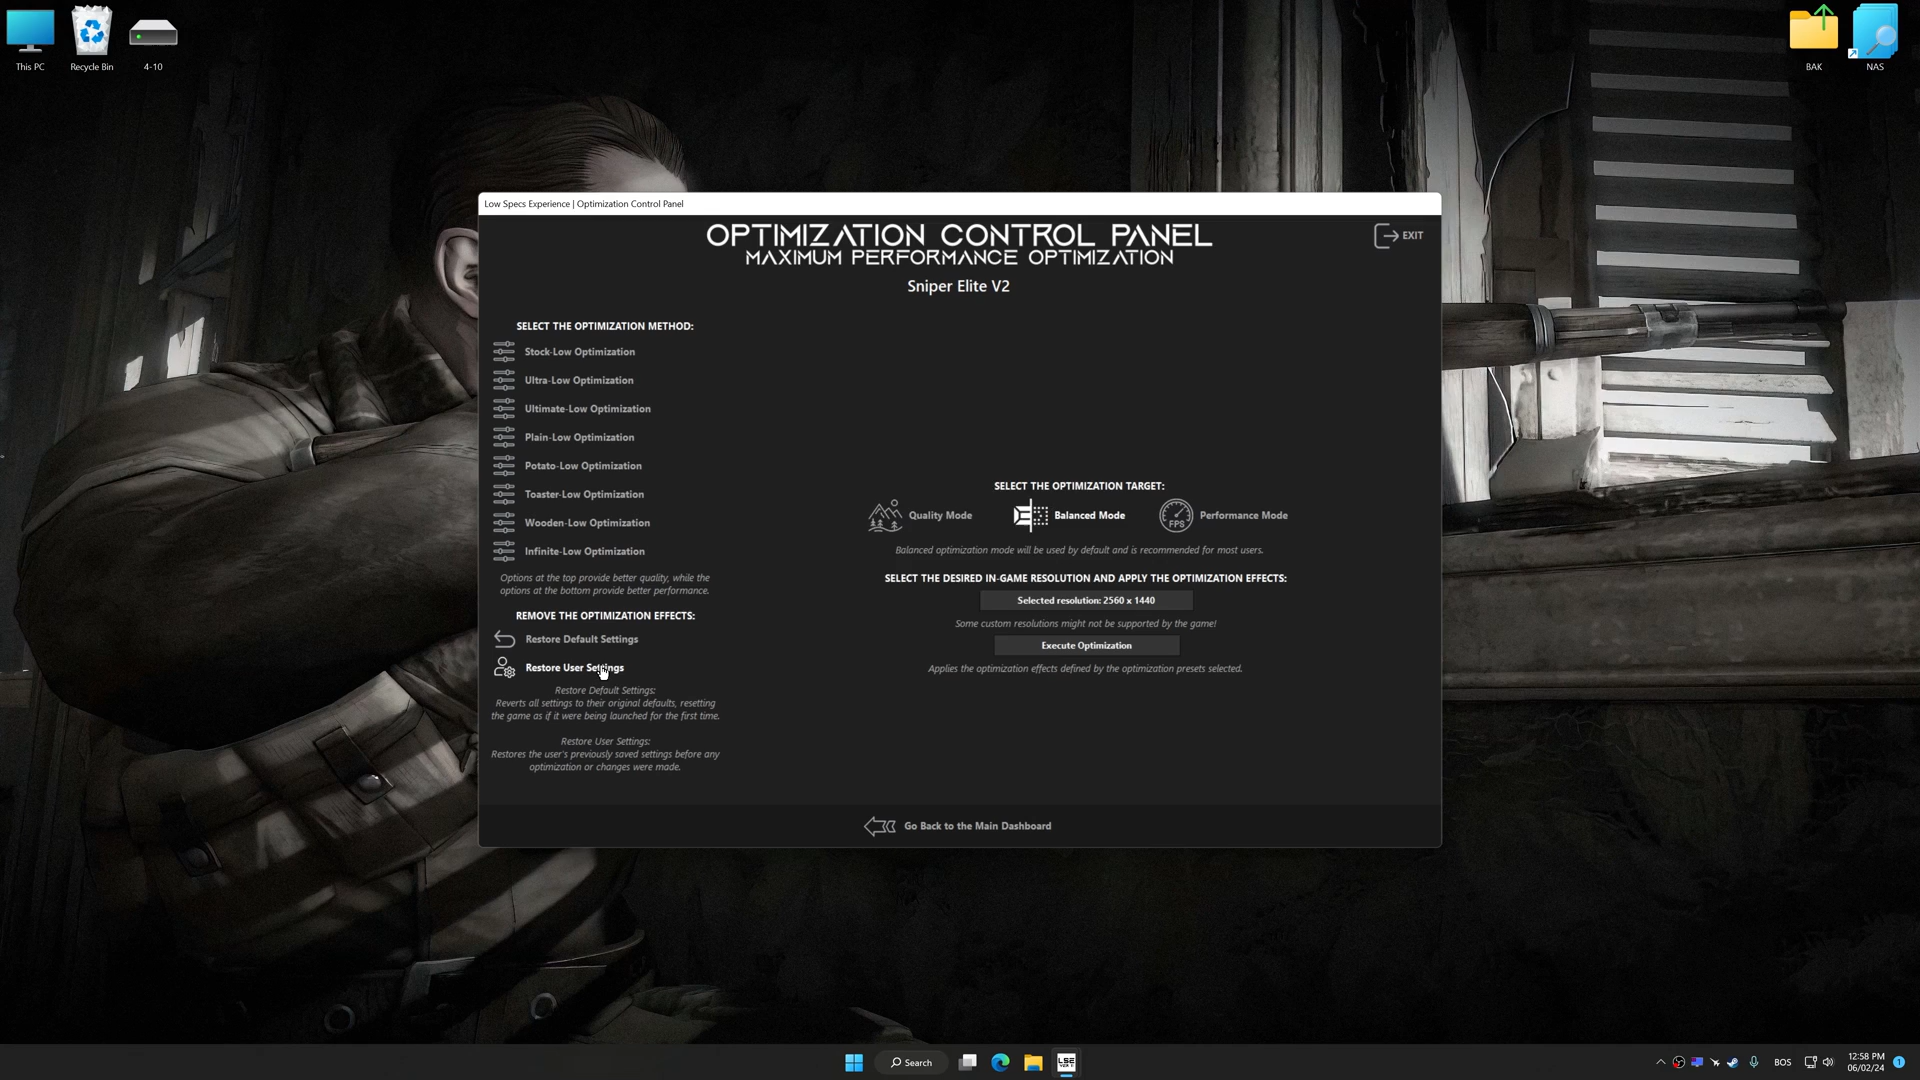 This PC
Recycle Bin
4-10
BAK
NAS
Low Specs Experience | Optimization Control Panel
OPTIMIZATION CONTROL PANEL
MAXIMUM PERFORMANCE OPTIMIZATION
EXIT
Sniper Elite V2
SELECT THE OPTIMIZATION METHOD:
Stock-Low Optimization
Ultra-Low Optimization
Ultimate-Low Optimization
Plain-Low Optimization
Potato-Low Optimization
Toaster-Low Optimization
Wooden-Low Optimization
Infinite-Low Optimization
Options at the top provide better quality, while the
options at the bottom provide better performance.
REMOVE THE OPTIMIZATION EFFECTS:
Restore Default Settings
Restore User Settings
Restore Default Settings:
Reverts all settings to their original defaults, resetting
the game as if it were being launched for the first time.
Restore User Settings:
Restores the user's previously saved settings before any
optimization or changes were made.
SELECT THE OPTIMIZATION TARGET:
Quality Mode
Balanced Mode
FPS
Performance Mode
Balanced optimization mode will be used by default and is recommended for most users.
SELECT THE DESIRED IN-GAME RESOLUTION AND APPLY THE OPTIMIZATION EFFECTS:
Selected resolution: 2560 x 1440
Some custom resolutions might not be supported by the game!
Execute Optimization
Applies the optimization effects defined by the optimization presets selected.
Go Back to the Main Dashboard
Search
LSE
BOS
12:58 PM
06/02/24
1